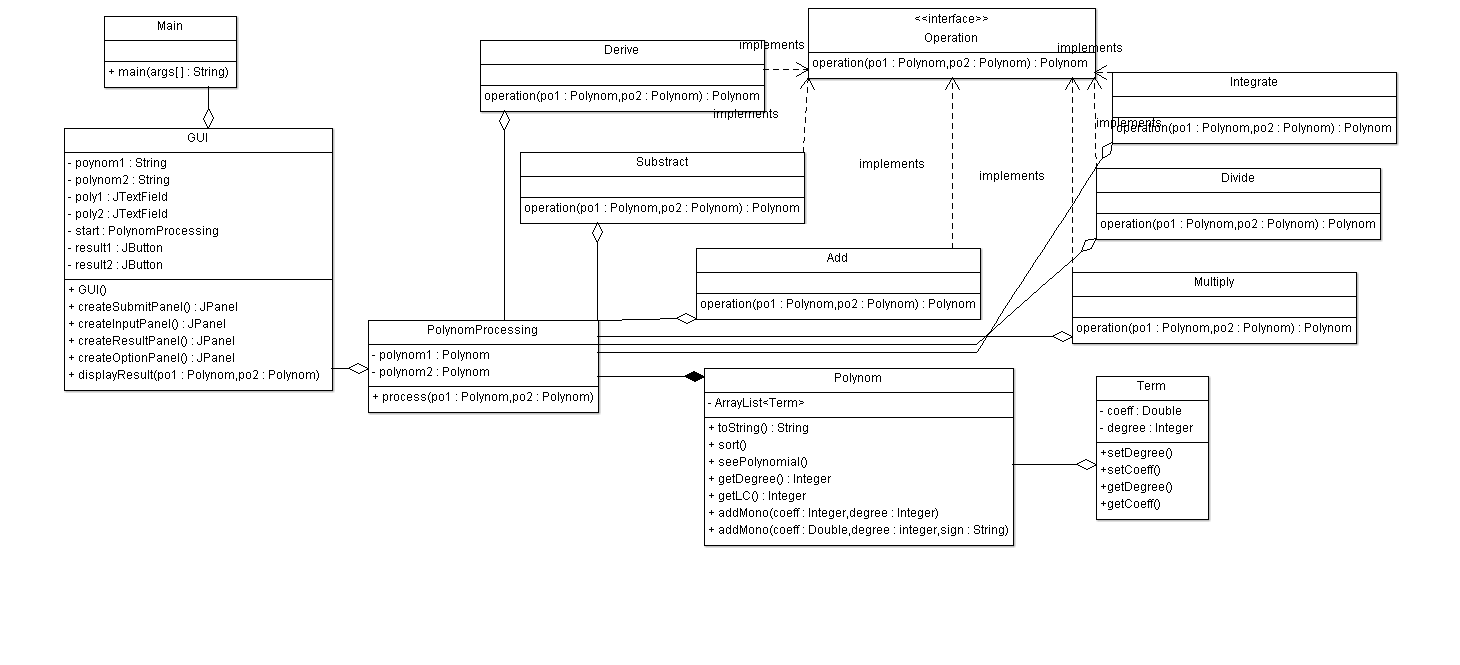 Main
+ main(args[] : String)
GUI
- poynom1 : String
- polynom2 : String
- poly1 : JTextField
- poly2 : JTextField
- start : PolynomProcessing
- result1 : JButton
- result2 : JButton
+ GUI()
+ createSubmitPanel() : JPanel
+ createInputPanel() : JPanel
+ createResultPanel() : JPanel
+ createOptionPanel() : JPanel
+ displayResult(po1 : Polynom,po2 : Polynom)
Derive
operation(po1 : Polynom,po2 : Polynom) : Polynom
implements
<<interface>>
Operation
operation(po1 : Polynom,po2 : Polynom) : Polynom
implements
Integrate
operation(po1 : Polynom,po2 : Polynom) : Polynom
implements
implements
Substract
operation(po1 : Polynom,po2 : Polynom) : Polynom
implements
implements
Divide
operation(po1 : Polynom,po2 : Polynom) : Polynom
Add
operation(po1 : Polynom,po2 : Polynom) : Polynom
Multiply
operation(po1 : Polynom,po2 : Polynom) : Polynom
PolynomProcessing
- polynom1 : Polynom
- polynom2 : Polynom
+ process(po1 : Polynom,po2 : Polynom)
Polynom
- ArrayList<Term>
+ toString() : String
+ sort()
+ seePolynomial()
+ getDegree() : Integer
+ getLC() : Integer
+ addMono(coeff : Integer,degree : Integer)
+ addMono(coeff : Double,degree : integer,sign : String)
Term
- coeff : Double
- degree : Integer
+setDegree()
+setCoeff()
+getDegree()
+getCoeff()